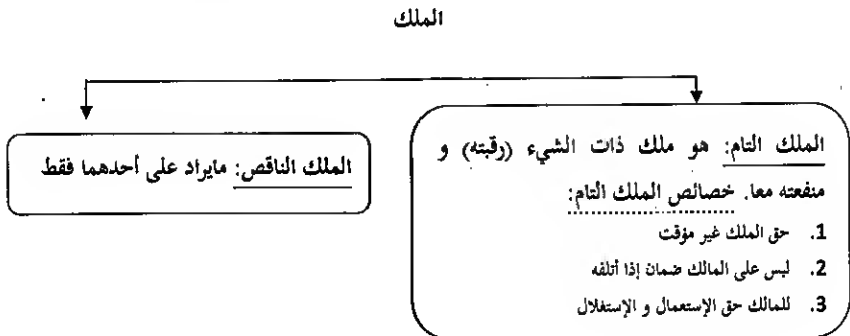 الملك
الملك التام: هو ملك ذات الشيء (رقبته) و
منفعته معا. خصائص الملك التام:
1. حق الملك غير مؤقت
2. ليس على المالك ضمان إذا أتلفه
3. للمالك حق الإستعمال و الإستغلال
الملك الناقص: مايراد على أحدهما فقط